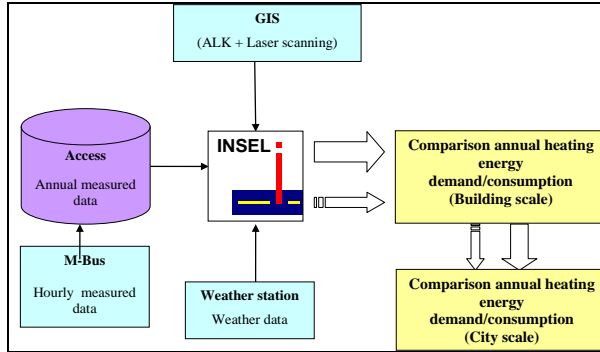 GIS
(ALK + Laser scanning)
Access
Annual measured
data
INSEL
Comparison annual heating
energy
demand/consumption
(Building scale)
M-Bus
Hourly measured
data
Weather station
Weather data
Comparison annual heating
energy
demand/consumption
(City scale)